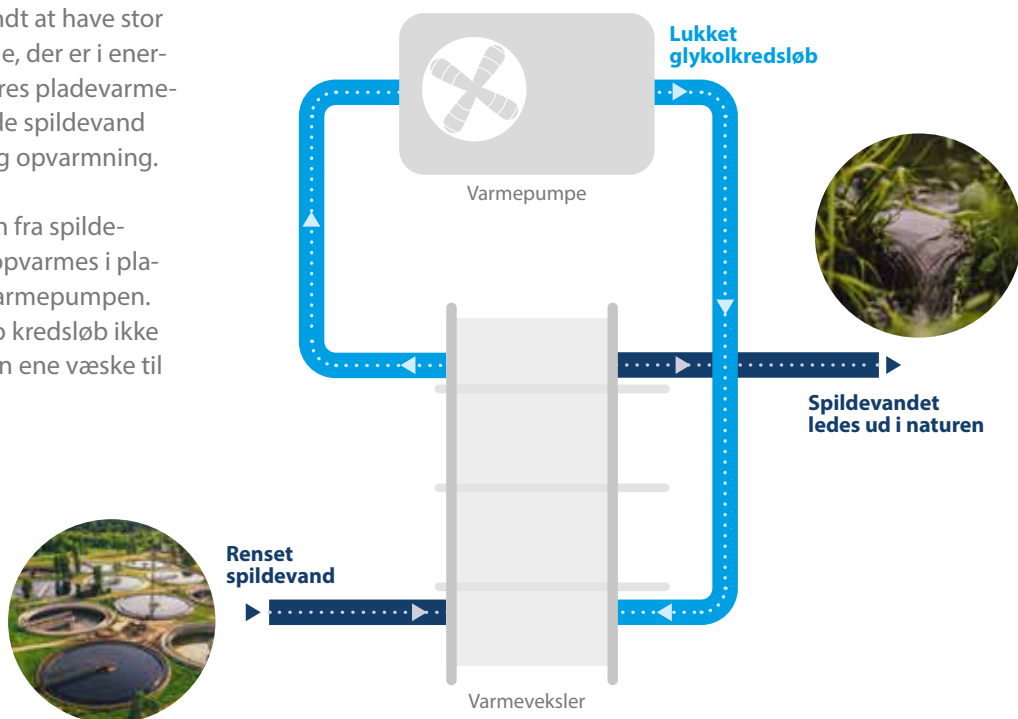 ndt at have stor
e, der er i ener-
res pladevarme-
de spildevand
g opvarmning.
n fra spilde-
opvarmes i pla-
armepumpen.
o kredsløb ikke
n ene væske til
Lukket
glykolkredsløb
Varmepumpe
Spildevandet
ledes ud i naturen
Renset
spildevand
Varmeveksler